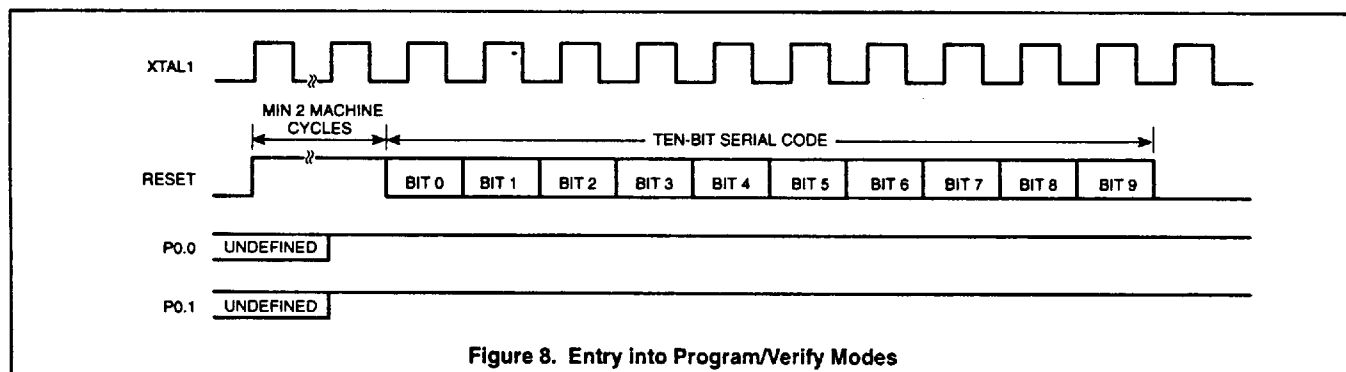 XTAL1
MIN 2 MACHINE
CYCLES
TEN-BIT SERIAL CODE
RESET
BIT 0 BIT 1 BIT 2 BIT 3 BIT 4 BIT 5 BIT 6 BIT 7 BIT 8 BIT 9
P0.0 UNDEFINED
P0.1 UNDEFINED
Figure 8. Entry into Program/Verify Modes